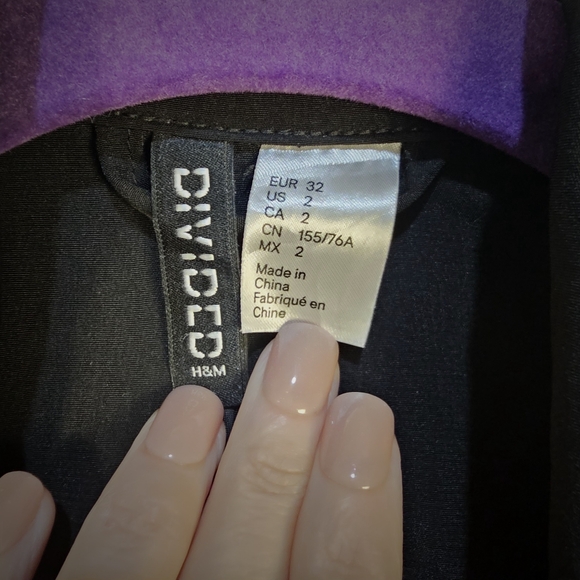 DIVIDED
H&M
EUR 32
US 2
CA 2
CN 155/76A
MX 2
Made in
China
Fabriqué en
Chine